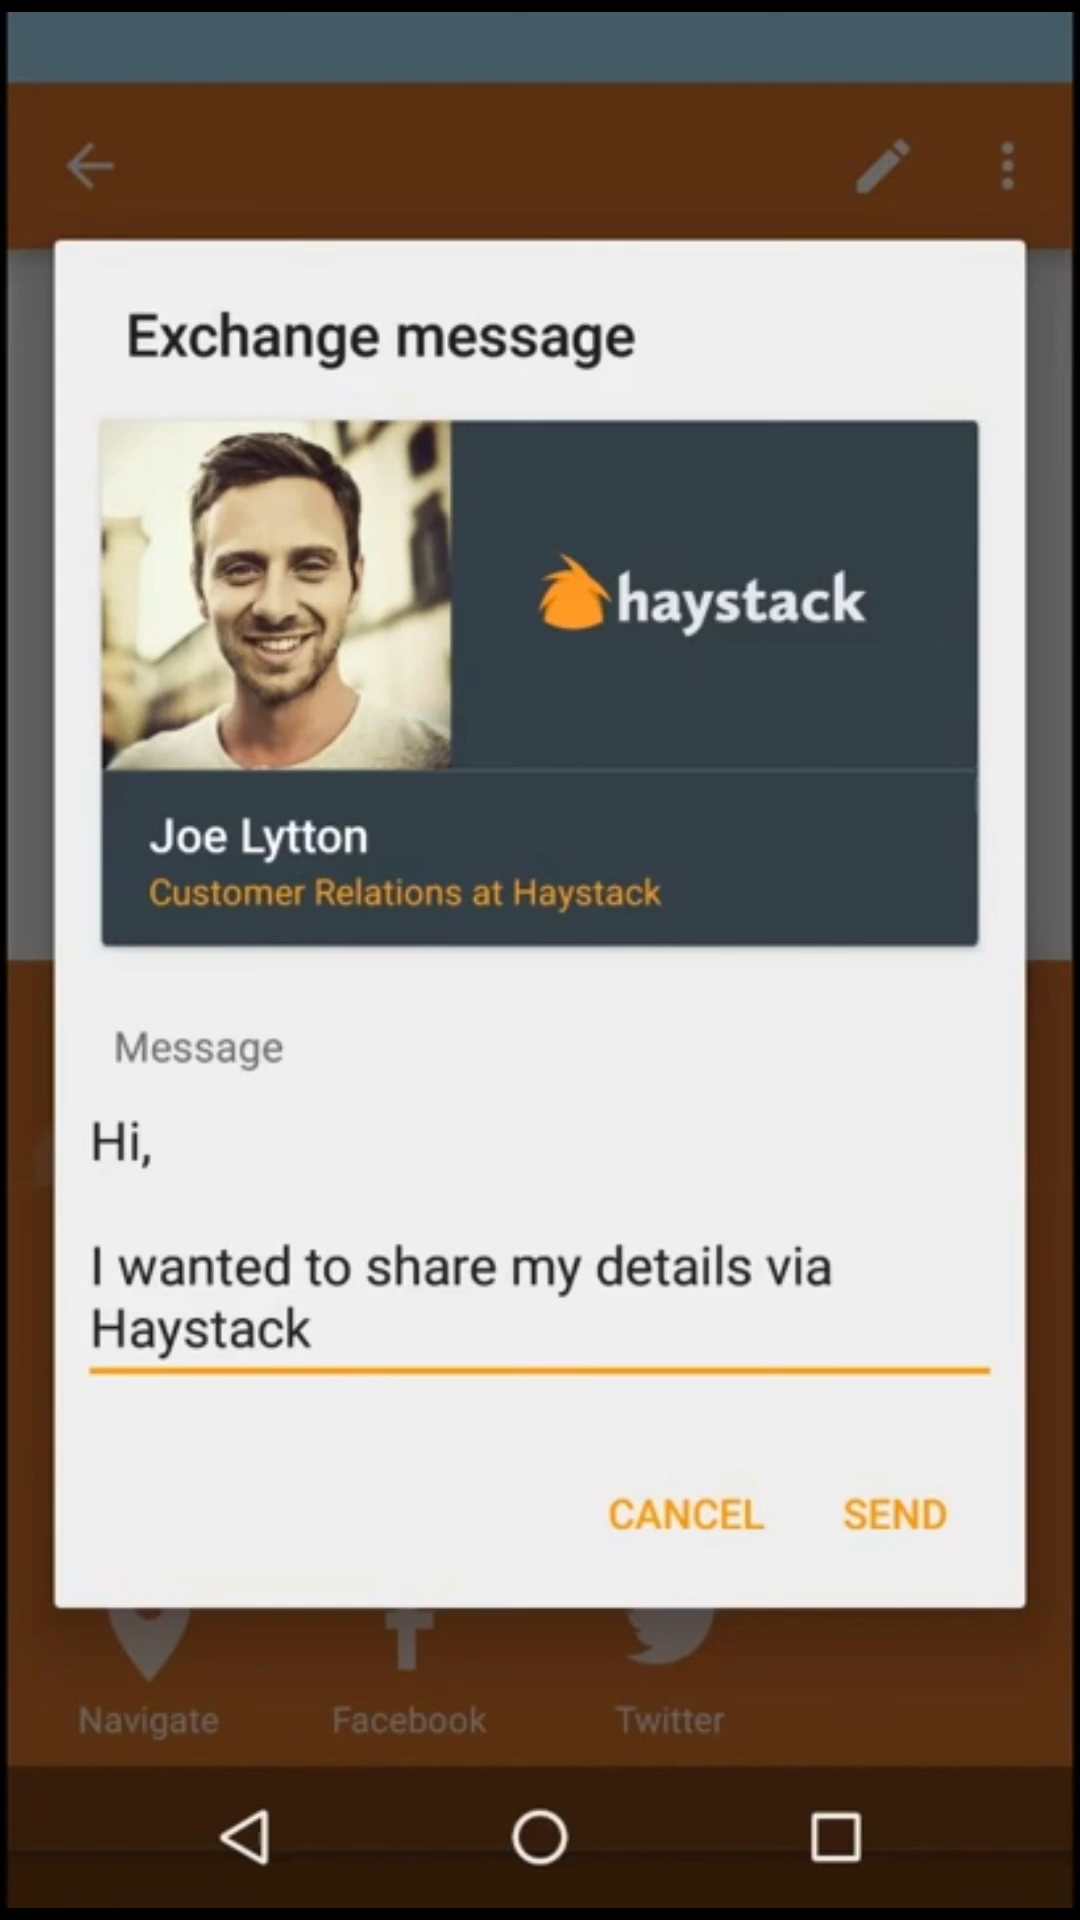 Exchange message
haystack
Joe Lytton
Customer Relations at Haystack
Message
Hi,
I wanted to share my details via
Haystack
CANCEL SEND
Navigate Facebook Twitter